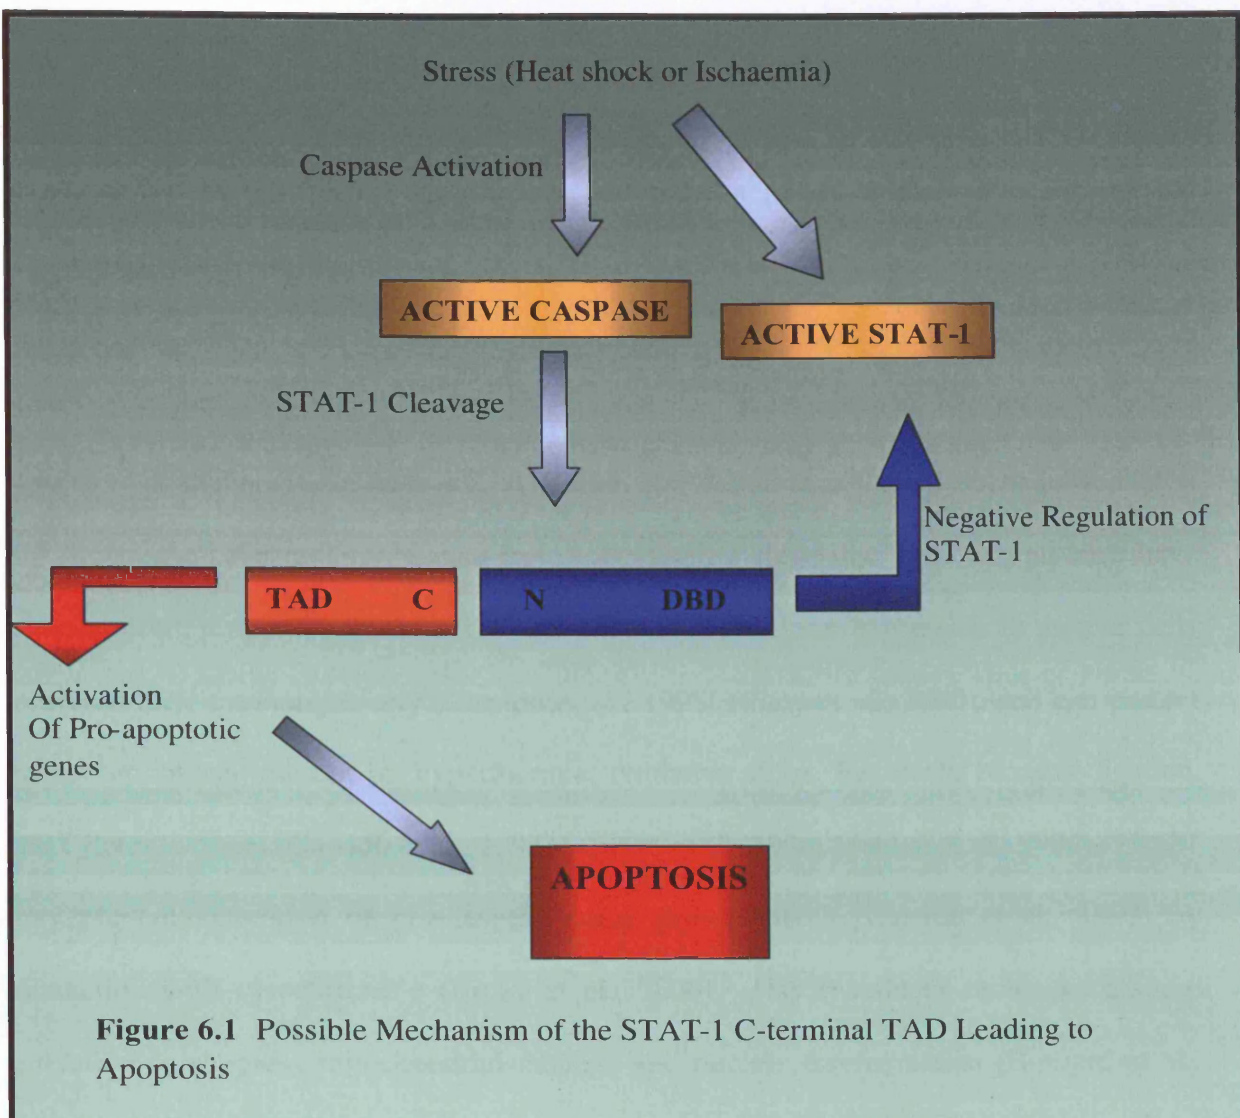 Stress (Heat shock or Ischaemia)
Caspase Activation
ACTIVE CASPASE
ACTIVE STAT-1
STAT-1 Cleavage
Negative Regulation of
STAT-1
TAD C
N DBD
Activation
Of Pro-apoptotic
genes
APOPTOSIS
Figure 6.1 Possible Mechanism of the STAT-1 C-terminal TAD Leading to
Apoptosis